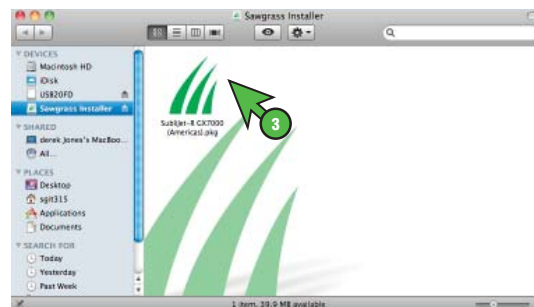 Sawgrass Installer
DEVICES
Macintosh HD
iDisk
USB20FD
Sawgrass Installer
SHARED
derek jones's MacBoo...
All...
PLACES
Desktop
sgit315
Applications
Documents
SEARCH FOR
Today
Yesterday
Past Week
SubliJet-R GX7000
(Americas).pkg
3
1 item, 39.9 MB available